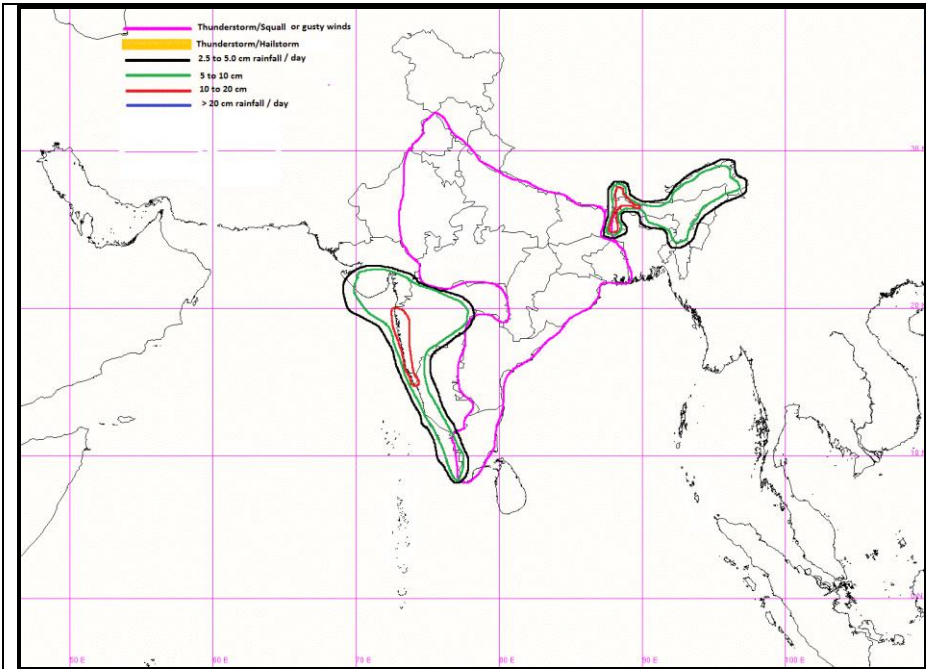 Thunderstorm/Squall or gusty winds
Thunderstorm/Hailstorm
2.5 to 5.0 cm rainfall / day
5 to 10 cm
10 to 20 cm
> 20 cm rainfall / day
30 N
20 N
10 N
50 E 60 E 70 E 80 E 90 E 100 E